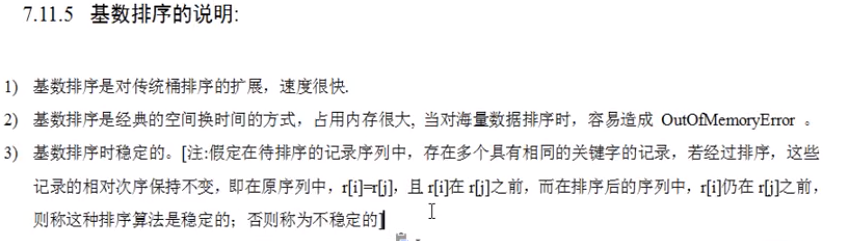 7.11.5 基数排序的说明:
1) 基数排序是对传统桶排序的扩展，速度很快.
2) 基数排序是经典的空间换时间的方式，占用内存很大, 当对海量数据排序时，容易造成 OutOfMemoryError 。
3) 基数排序时稳定的。[注:假定在待排序的记录序列中，存在多个具有相同的关键字的记录，若经过排序，这些
记录的相对次序保持不变，即在原序列中，r[i]=r[j]，且 r[i]在 r[j]之前，而在排序后的序列中，r[i]仍在 r[j]之前，
则称这种排序算法是稳定的；否则称为不稳定的]